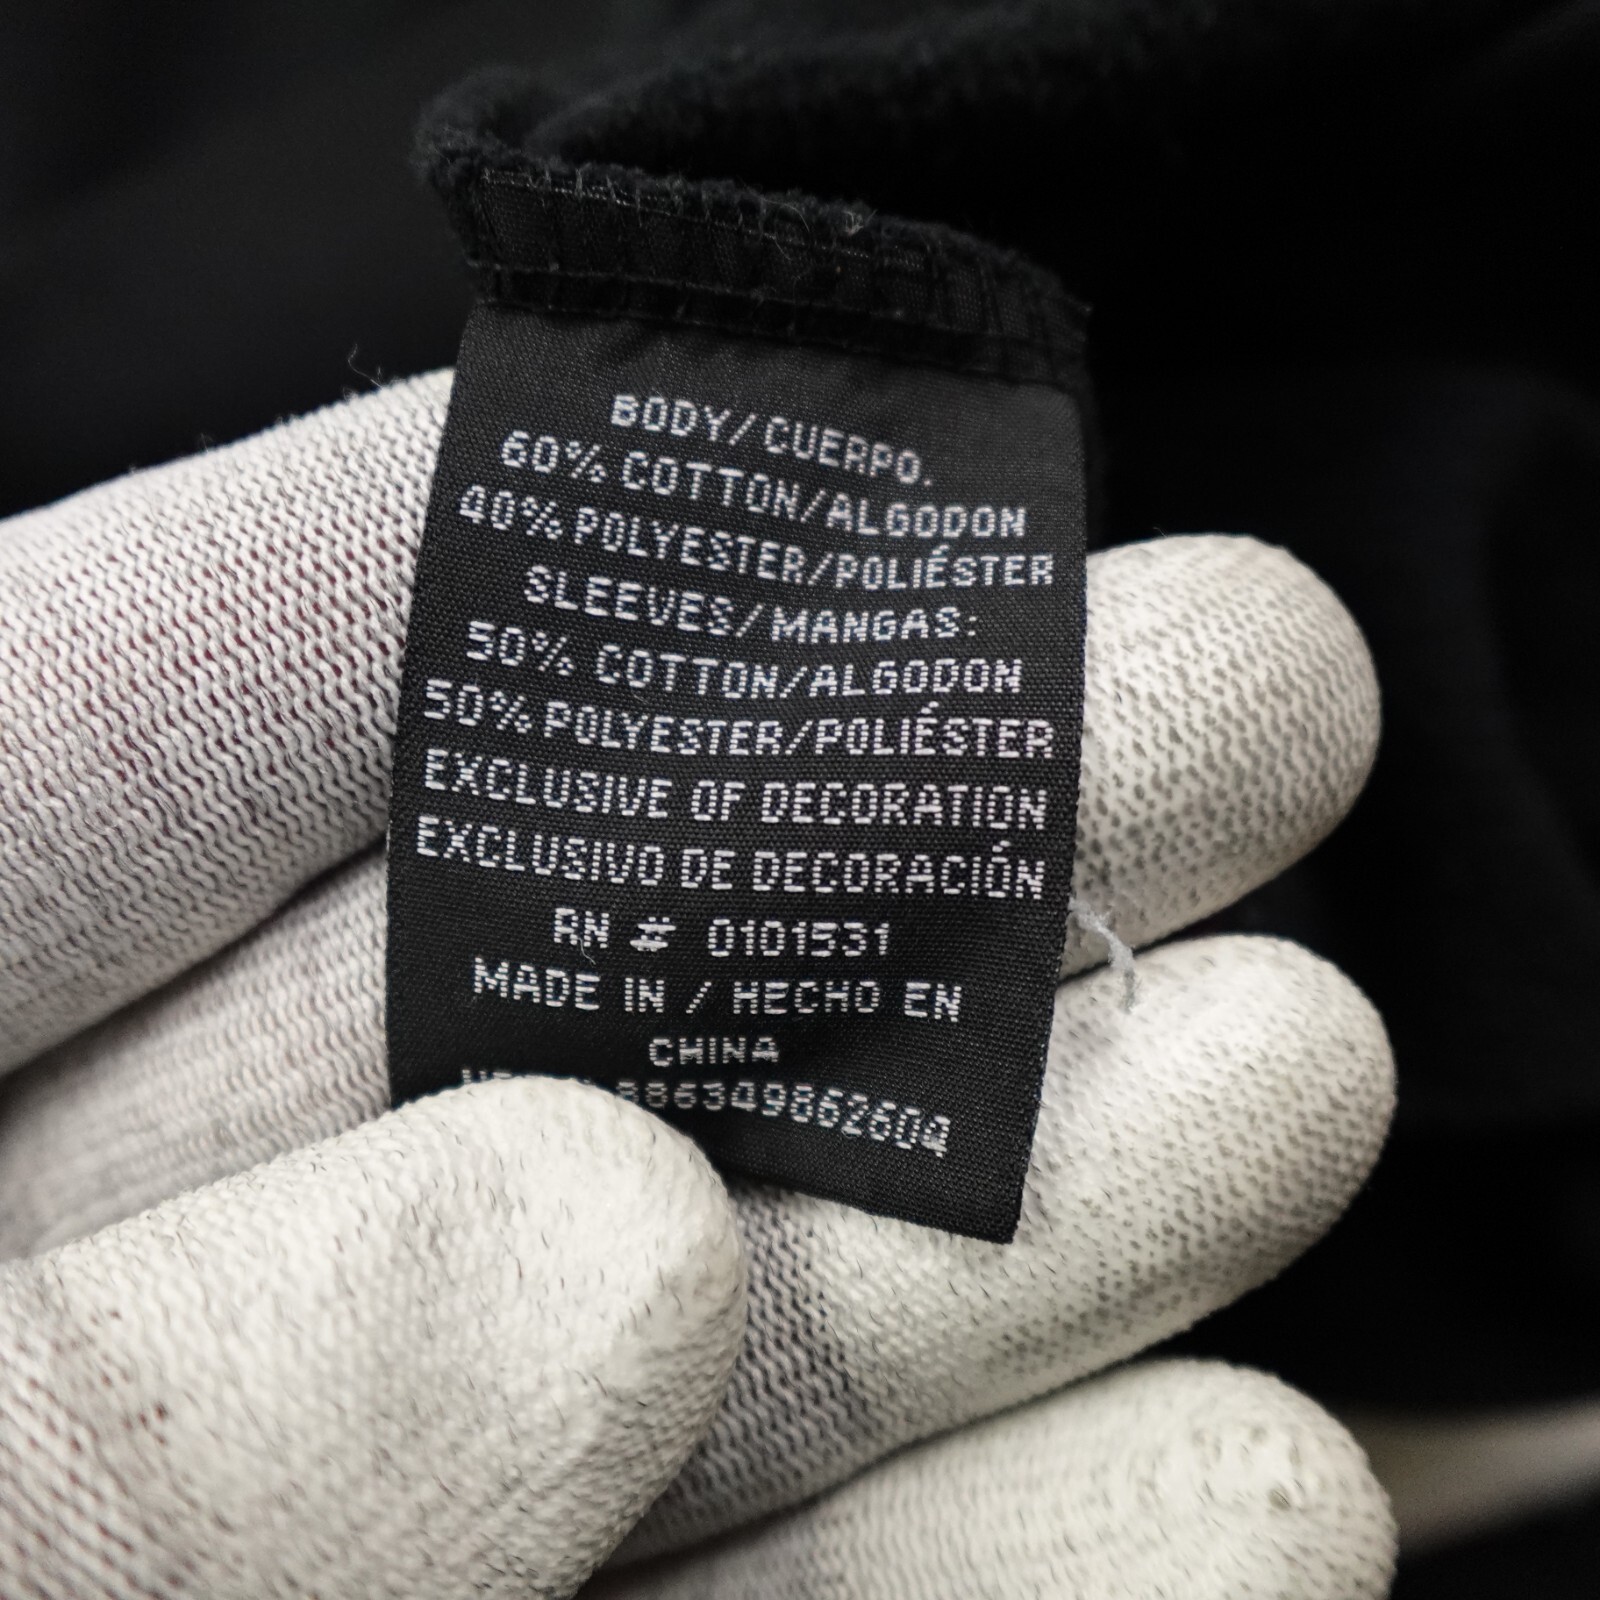 BODY/CUERPO.
60% COTTON/ALGODON
40% POLYESTER/POLIÉSTER
SLEEVES/MANGAS:
50% COTTON/ALGODON
50% POLYESTER/POLIÉSTER
EXCLUSIVE OF DECORATION
EXCLUSIVO DE DECORACIÓN
RN # 0101531
MADE IN / HECHO EN
CHINA